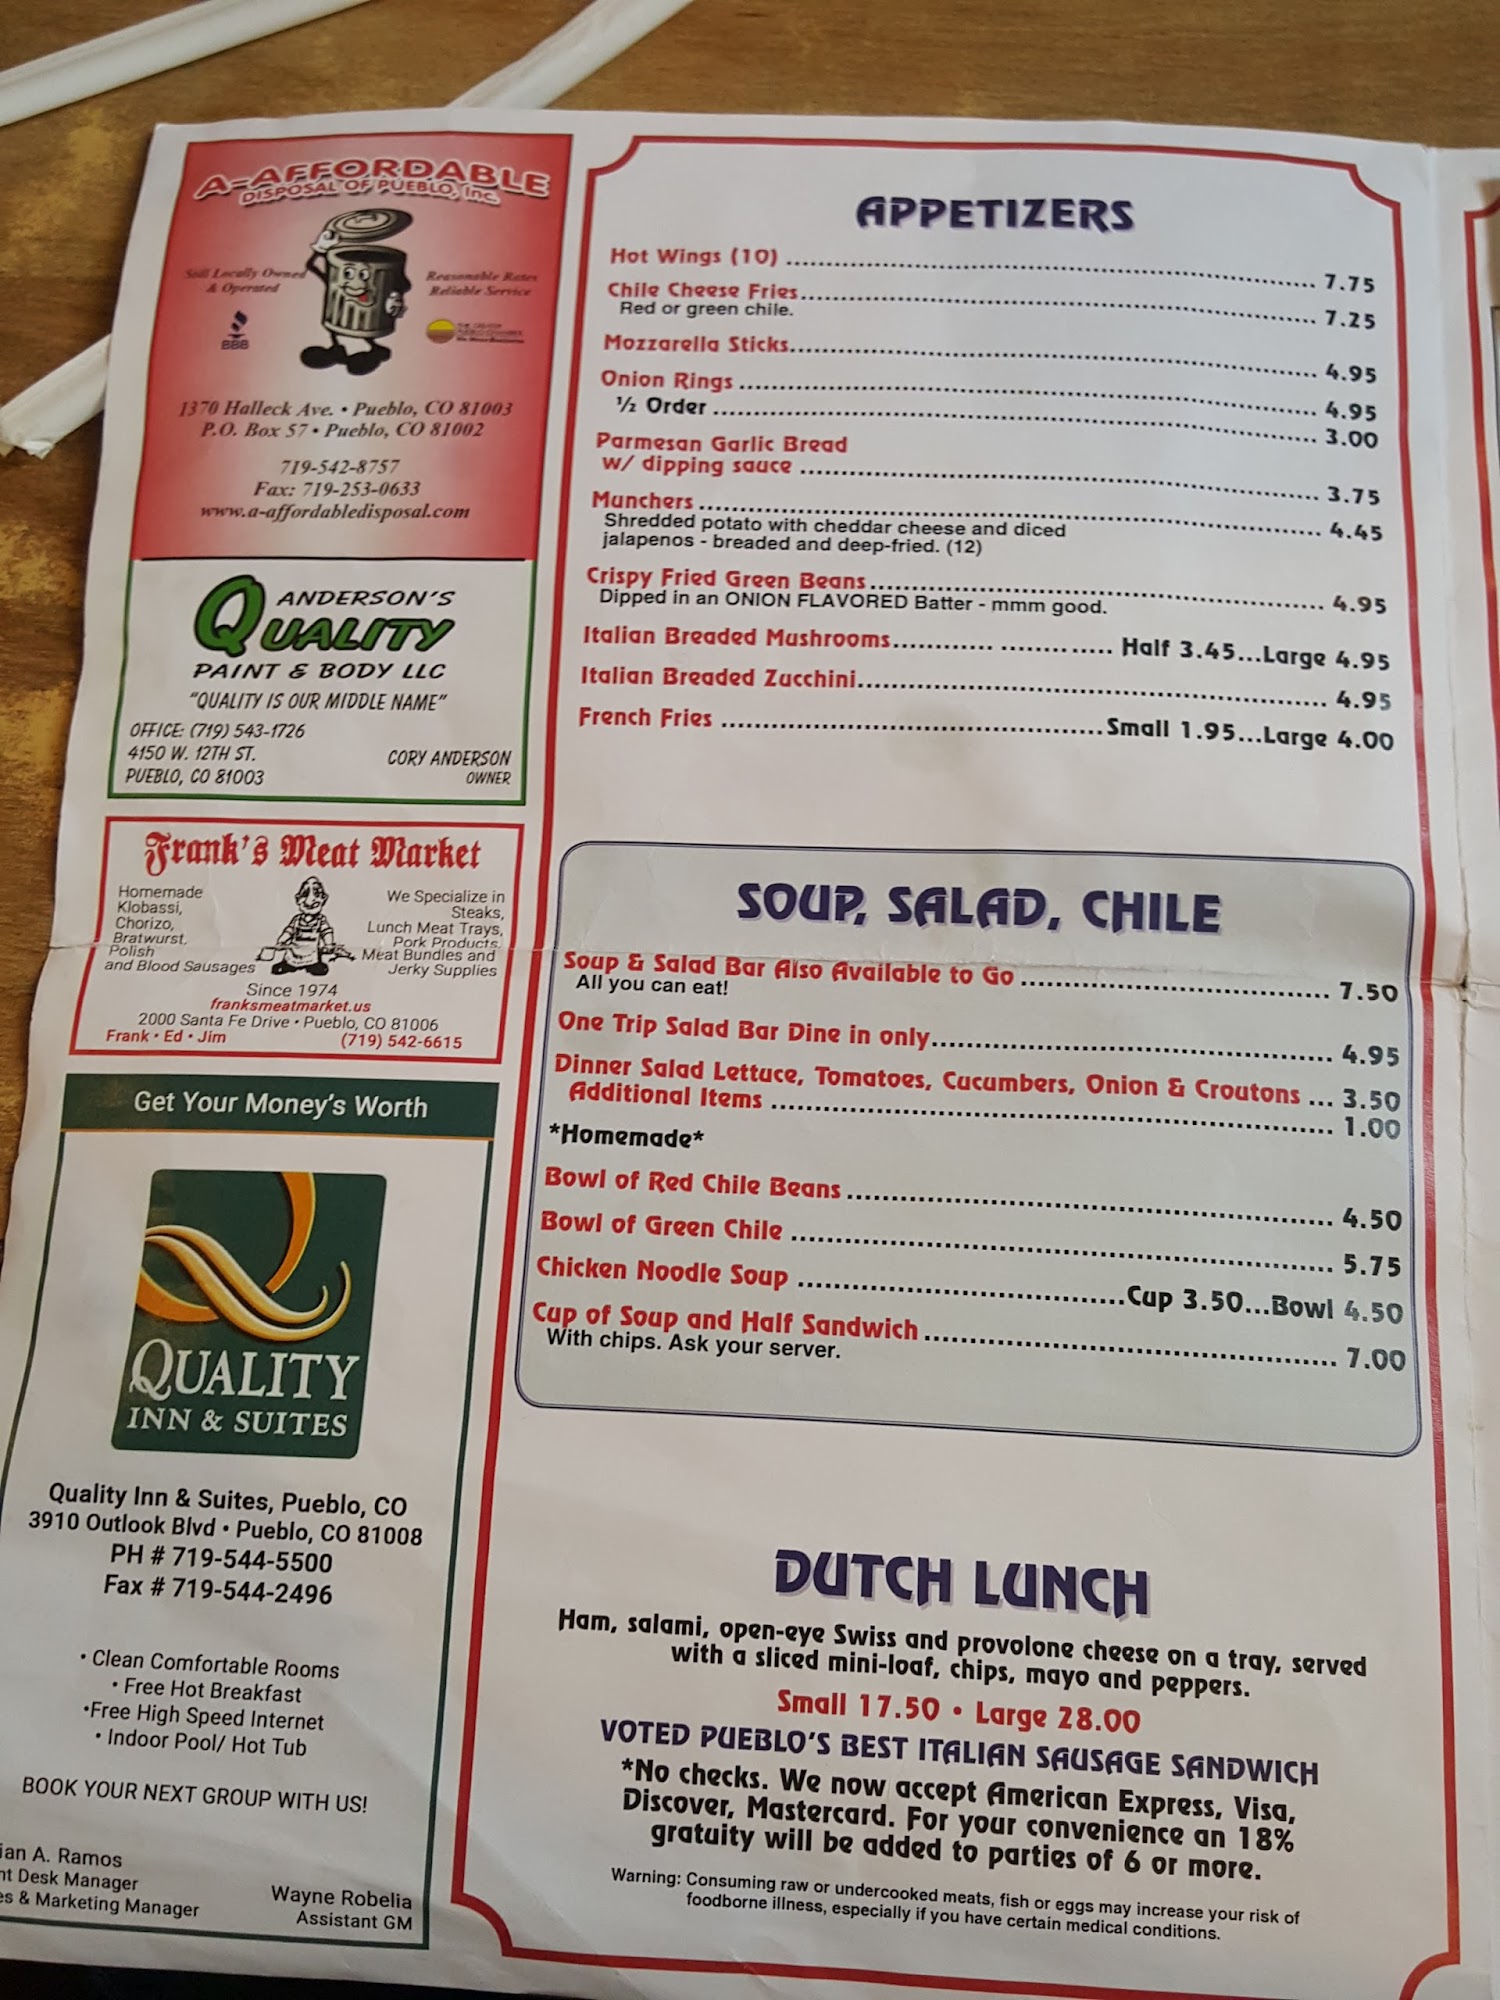 A-AFFORDABLE
DISPOSAL OF PUEBLO, Inc.
Still Locally Owned
& Operated
Reasonable Rates
Reliable Service
BBB
1370 Halleck Ave. • Pueblo, CO 81003
P.O. Box 57 • Pueblo, CO 81002
719-542-8757
Fax: 719-253-0633
www.a-affordabledisposal.com
ANDERSON'S
QUALITY
PAINT & BODY LLC
"QUALITY IS OUR MIDDLE NAME"
OFFICE: (719) 543-1726
4150 W. 12TH ST.
PUEBLO, CO 81003
CORY ANDERSON
OWNER
Frank's Meat Market
Homemade
Klobassi,
Chorizo,
Bratwurst,
Polish
and Blood Sausages
We Specialize in
Steaks,
Lunch Meat Trays,
Pork Products,
Meat Bundles and
Jerky Supplies
Since 1974
franksmeatmarket.us
2000 Santa Fe Drive • Pueblo, CO 81006
Frank • Ed • Jim (719) 542-6615
Get Your Money's Worth
QUALITY
INN & SUITES
Quality Inn & Suites, Pueblo, CO
3910 Outlook Blvd • Pueblo, CO 81008
PH # 719-544-5500
Fax # 719-544-2496
• Clean Comfortable Rooms
• Free Hot Breakfast
•Free High Speed Internet
• Indoor Pool/ Hot Tub
BOOK YOUR NEXT GROUP WITH US!
ian A. Ramos
nt Desk Manager
es & Marketing Manager
Wayne Robelia
Assistant GM
APPETIZERS
Hot Wings (10) ... 7.75
Chile Cheese Fries... 7.25
Red or green chile.
Mozzarella Sticks... 4.95
Onion Rings ... 4.95
½ Order ... 3.00
Parmesan Garlic Bread
w/ dipping sauce ... 3.75
Munchers ... 4.45
Shredded potato with cheddar cheese and diced
jalapenos - breaded and deep-fried. (12)
Crispy Fried Green Beans ... 4.95
Dipped in an ONION FLAVORED Batter - mmm good.
Italian Breaded Mushrooms... Half 3.45...Large 4.95
Italian Breaded Zucchini... 4.95
French Fries ... Small 1.95...Large 4.00
SOUP, SALAD, CHILE
Soup & Salad Bar Also Available to Go ... 7.50
All you can eat!
One Trip Salad Bar Dine in only... 4.95
Dinner Salad Lettuce, Tomatoes, Cucumbers, Onion & Croutons ... 3.50
Additional Items ... 1.00
*Homemade*
Bowl of Red Chile Beans ... 4.50
Bowl of Green Chile ... 5.75
Chicken Noodle Soup ... Cup 3.50...Bowl 4.50
Cup of Soup and Half Sandwich ... 7.00
With chips. Ask your server.
DUTCH LUNCH
Ham, salami, open-eye Swiss and provolone cheese on a tray, served
with a sliced mini-loaf, chips, mayo and peppers.
Small 17.50 • Large 28.00
VOTED PUEBLO'S BEST ITALIAN SAUSAGE SANDWICH
*No checks. We now accept American Express, Visa,
Discover, Mastercard. For your convenience an 18%
gratuity will be added to parties of 6 or more.
Warning: Consuming raw or undercooked meats, fish or eggs may increase your risk of
foodborne illness, especially if you have certain medical conditions.